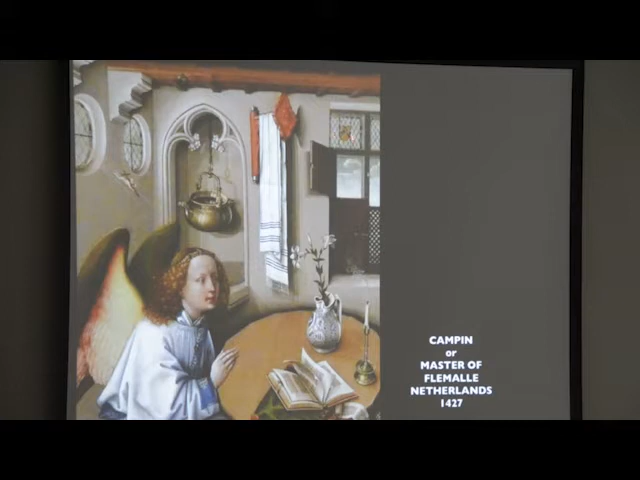 CAMPIN
or
MASTER OF
FLEMALLE
NETHERLANDS
1427